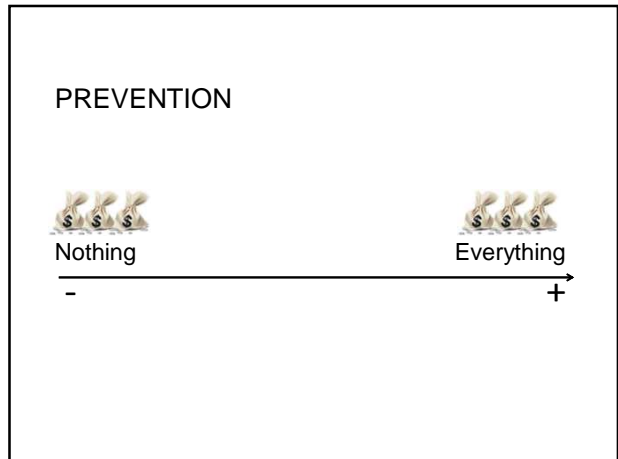 PREVENTION
$ $ $ $ $ $
Nothing Everything
- +